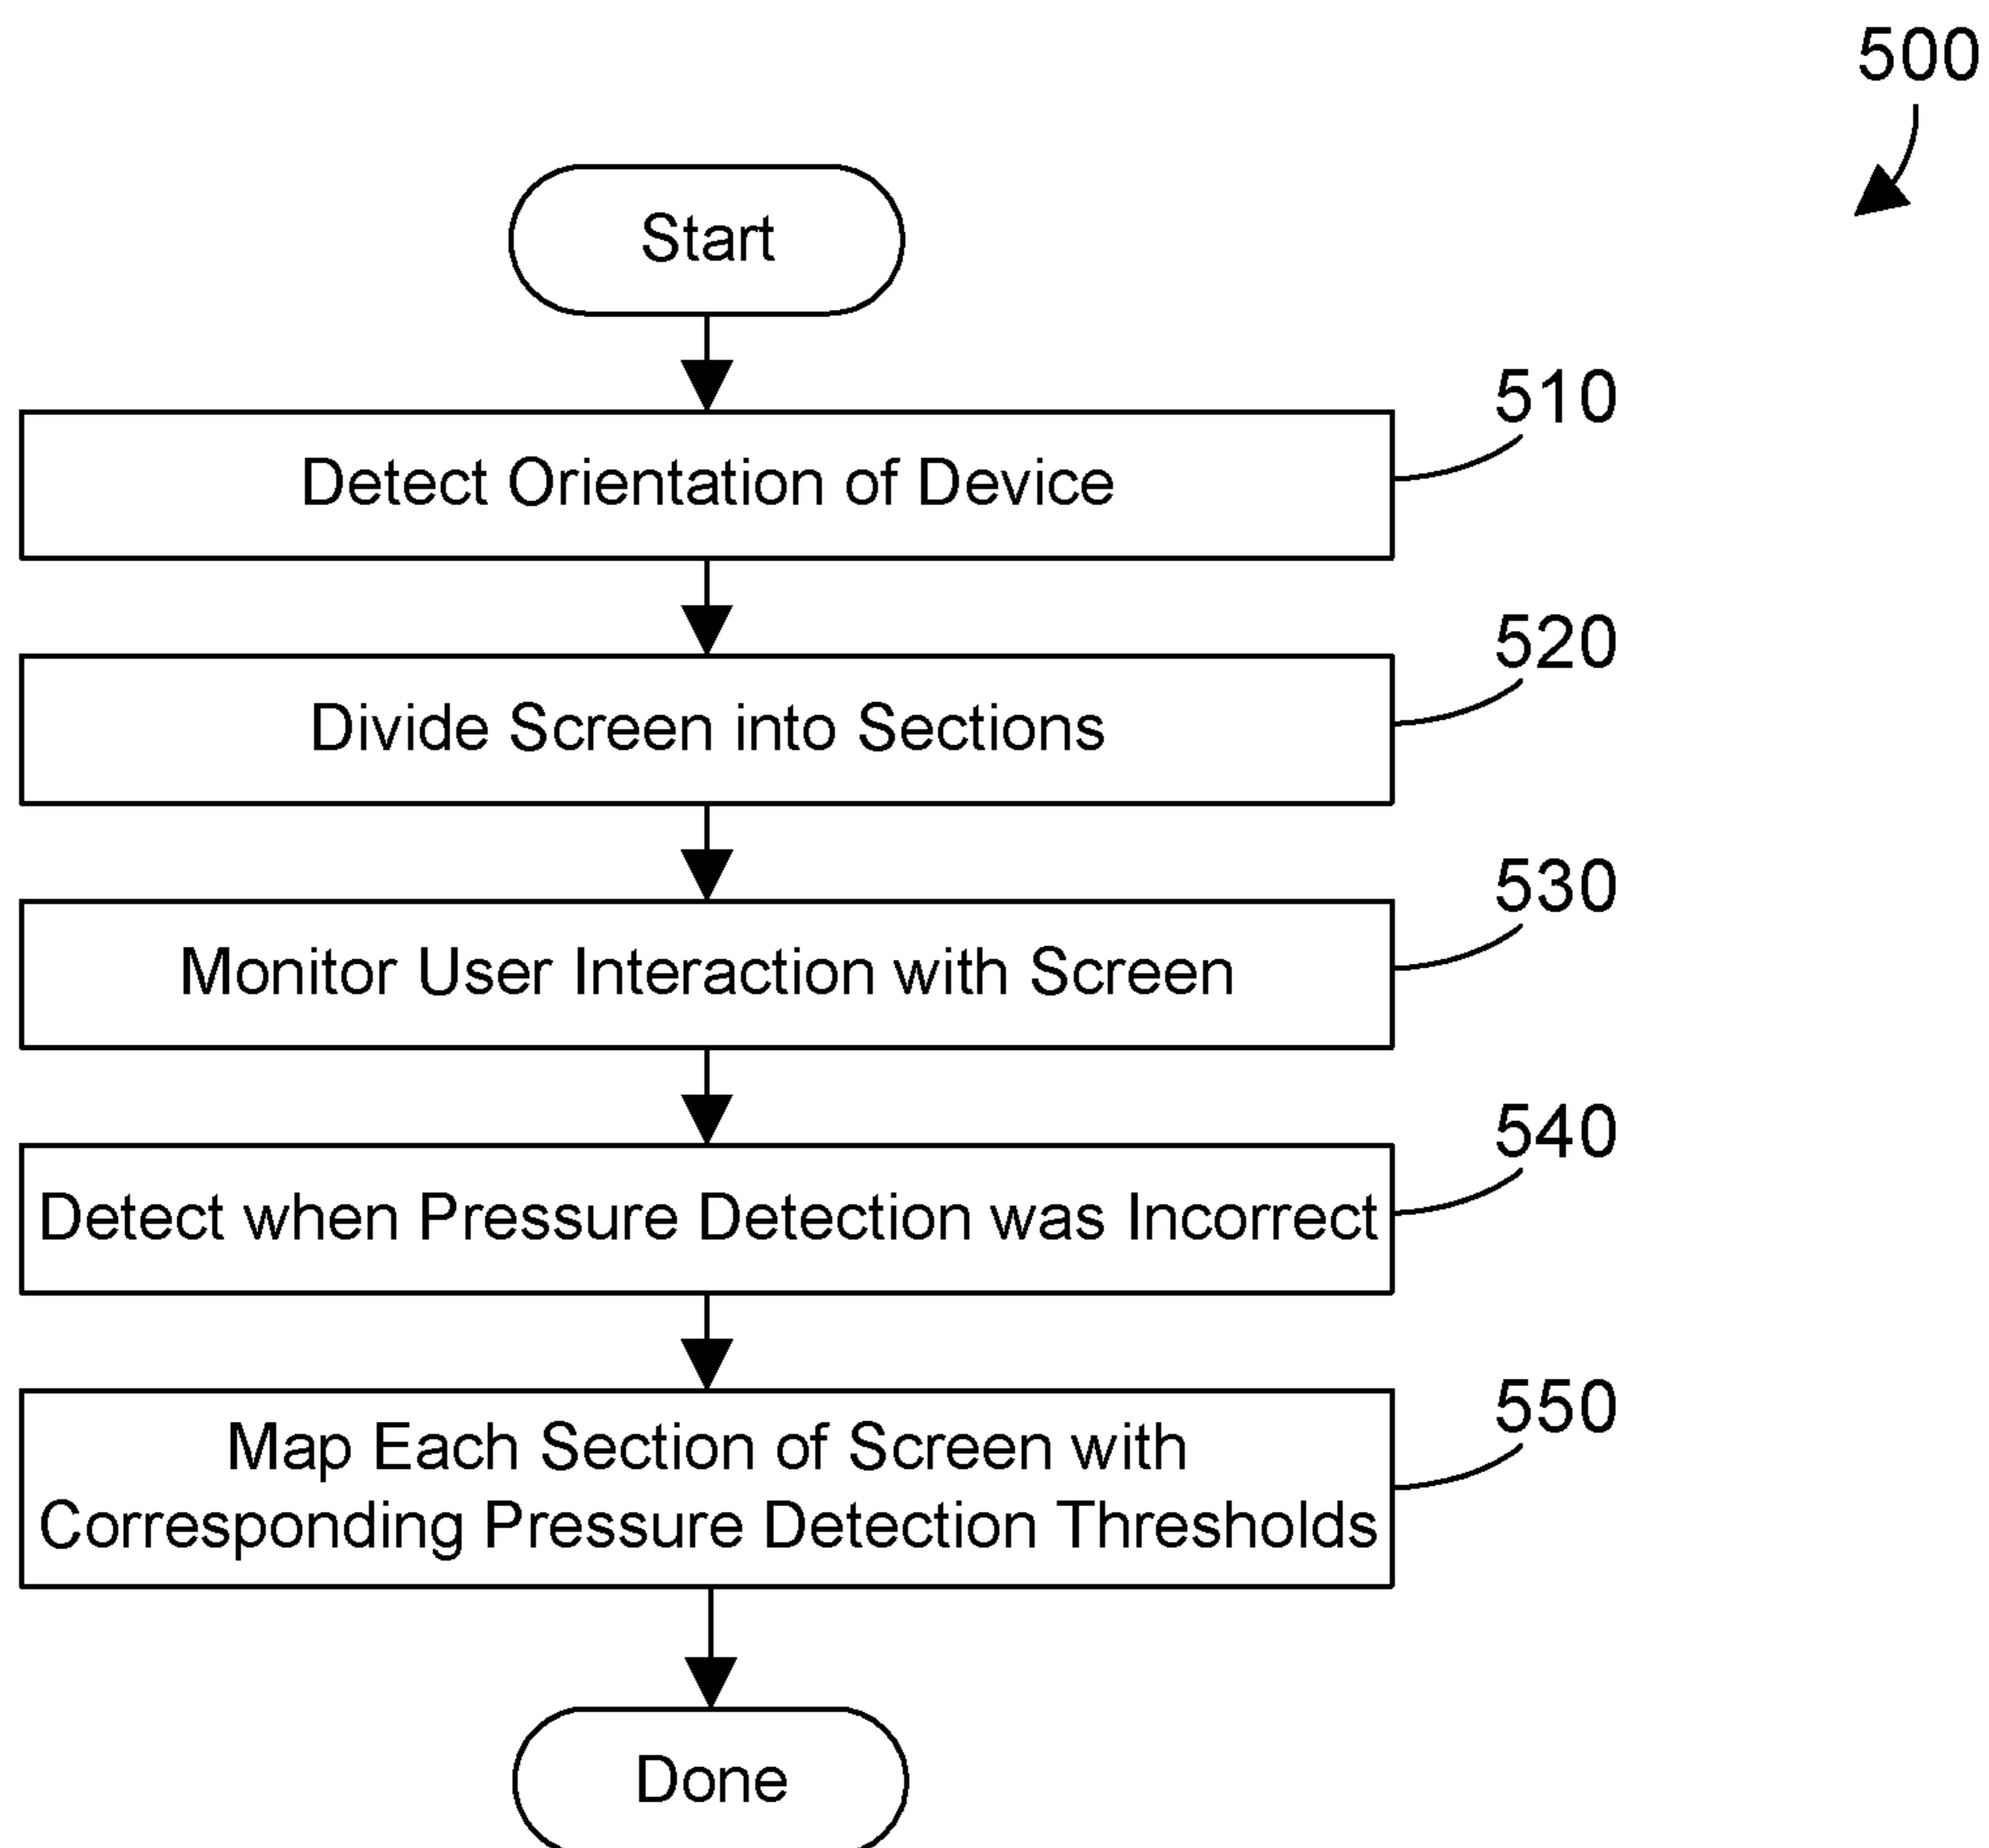 500
Start
510
Detect Orientation of Device
520
Divide Screen into Sections
530
Monitor User Interaction with Screen
540
Detect when Pressure Detection was Incorrect
550
Map Each Section of Screen with
Corresponding Pressure Detection Thresholds
Done